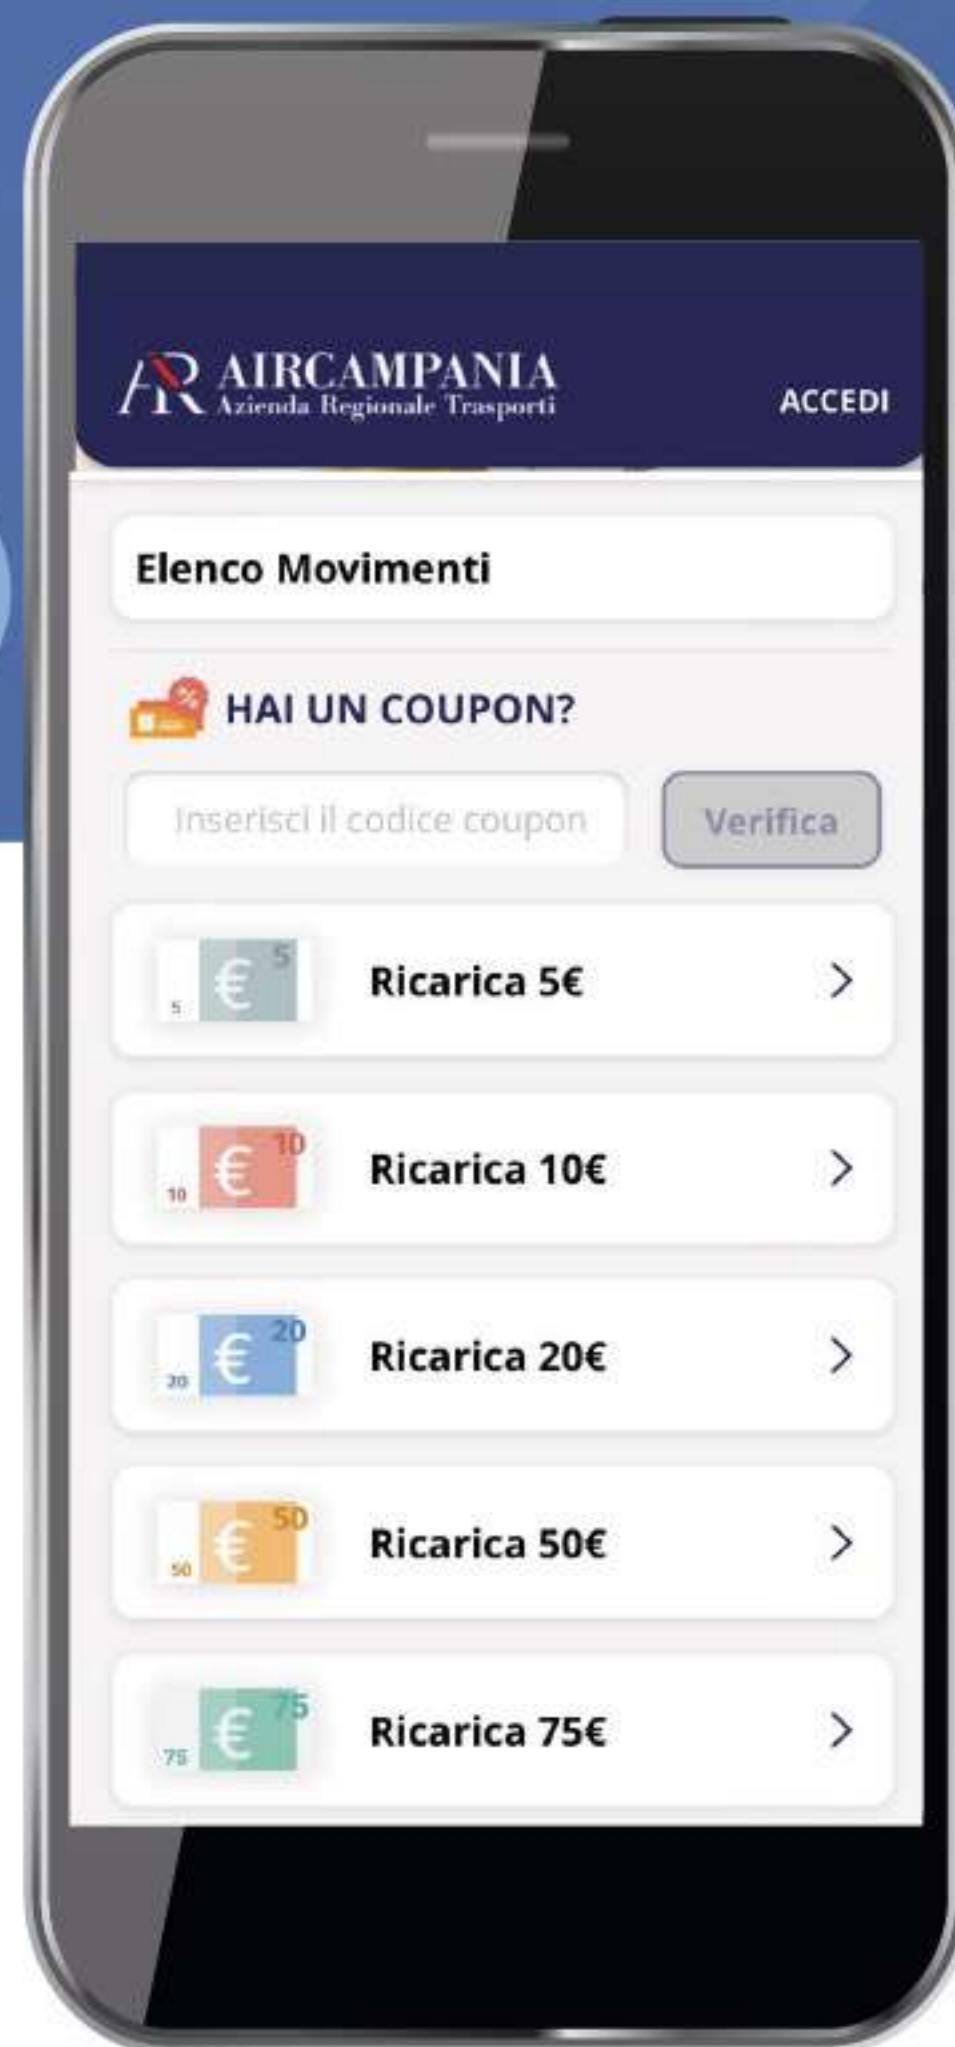 AIRCAMPANIA
Azienda Regionale Trasporti
ACCEDI
Elenco Movimenti
HAI UN COUPON?
Inserisci il codice coupon
Verifica
5 € 5
Ricarica 5€
10 € 10
Ricarica 10€
20 € 20
Ricarica 20€
50 € 50
Ricarica 50€
75 € 75
Ricarica 75€